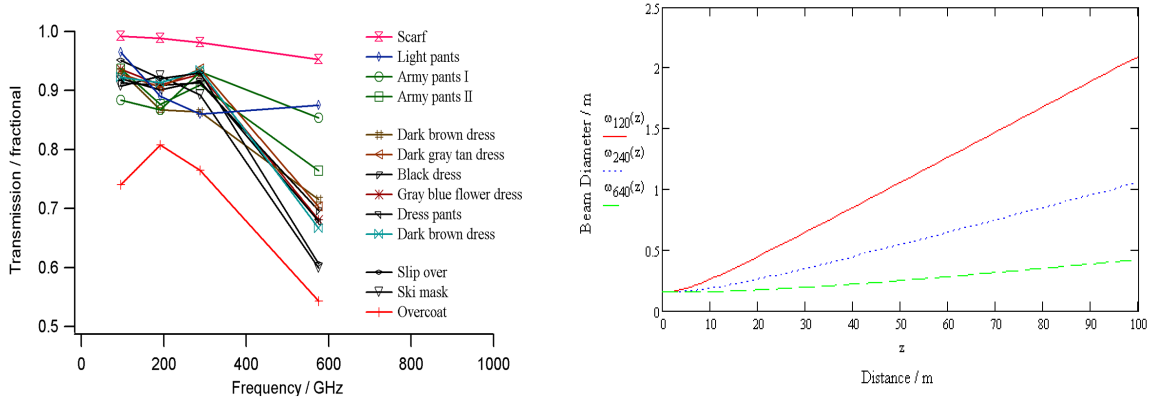 1.0
0.9
0.8
0.7
0.6
0.5
Transmission / fractional
0
200
400
600
800
1000
Frequency / GHz
Scarf
Light pants
Army pants I
Army pants II
Dark brown dress
Dark gray tan dress
Black dress
Gray blue flower dress
Dress pants
Dark brown dress
Slip over
Ski mask
Overcoat
2.5
2
1.5
1
0.5
0
Beam Diameter / m
ω120(z)
ω240(z)
ω640(z)
0
10
20
30
40
50
60
70
80
90
100
z
Distance / m